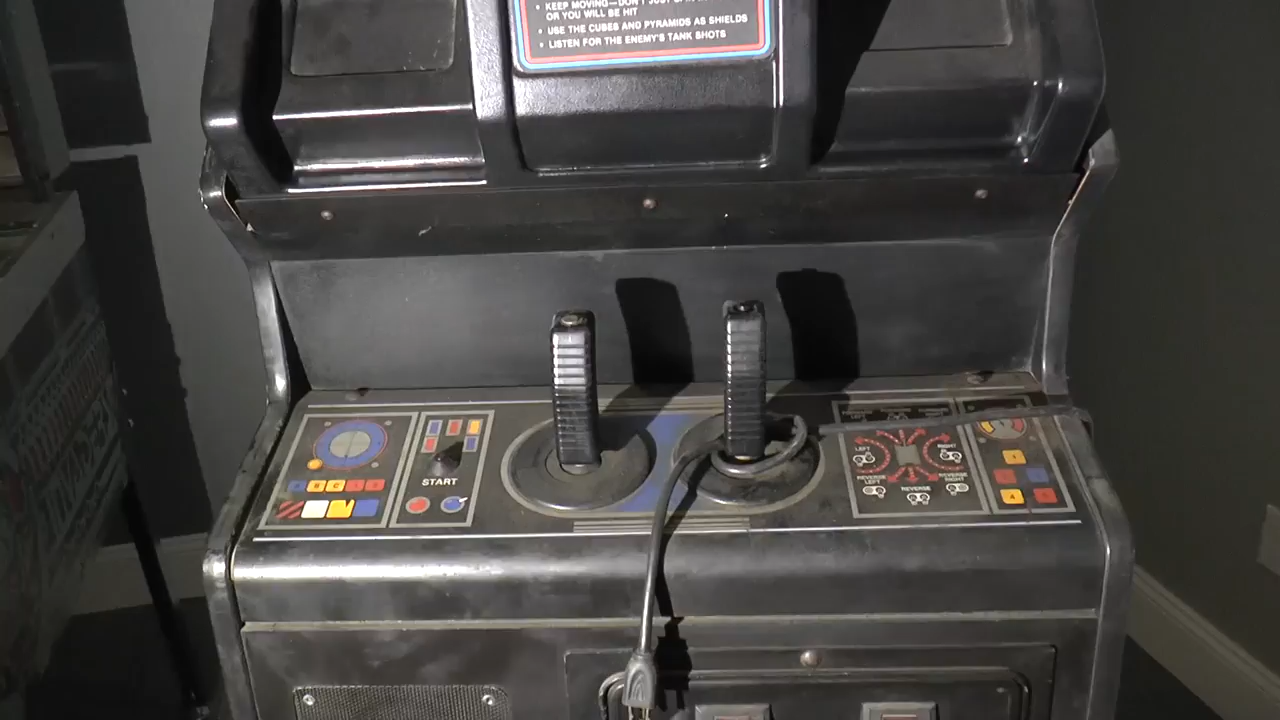 • KEEP MOVING—DON'T JUST
OR YOU WILL BE HIT
• USE THE CUBES AND PYRAMIDS AS SHIELDS
• LISTEN FOR THE ENEMY'S TANK SHOTS
START
LEFT
RIGHT
REVERSE
LEFT
REVERSE
REVERSE
RIGHT